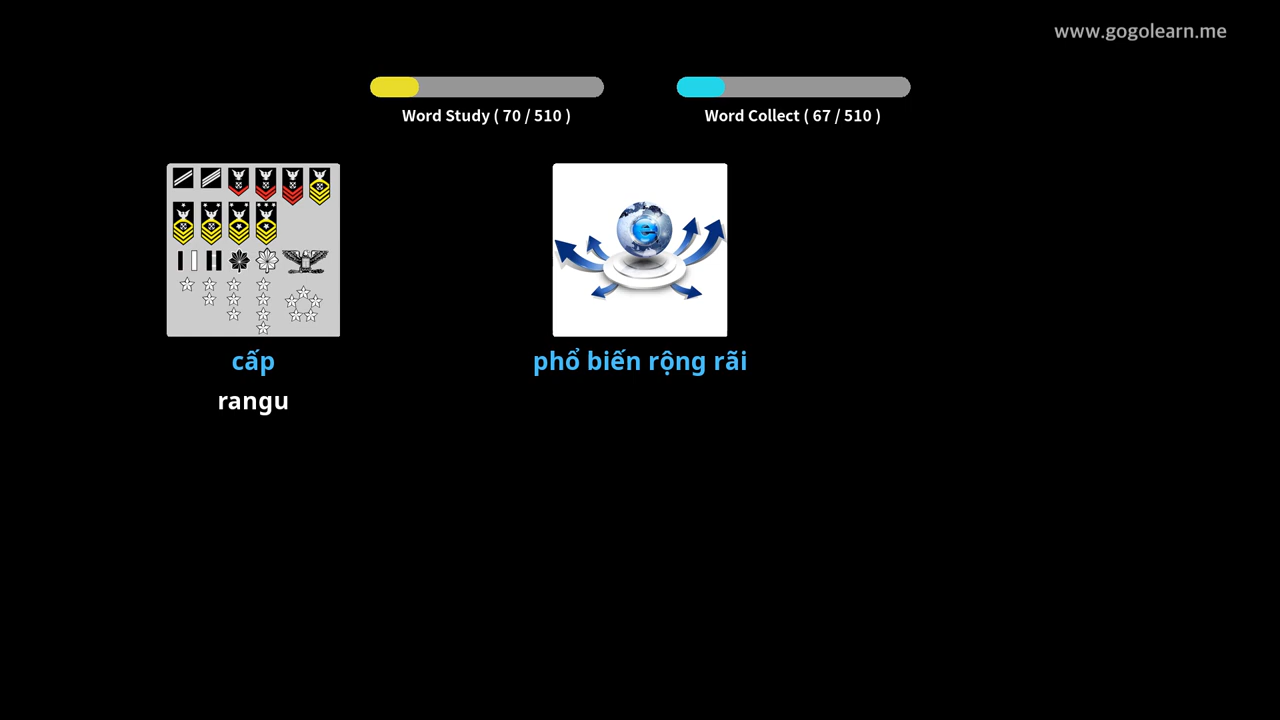 www.gogolearn.me
Word Study ( 70 / 510 )
Word Collect ( 67 / 510 )
e
cấp
phổ biến rộng rãi
rangu